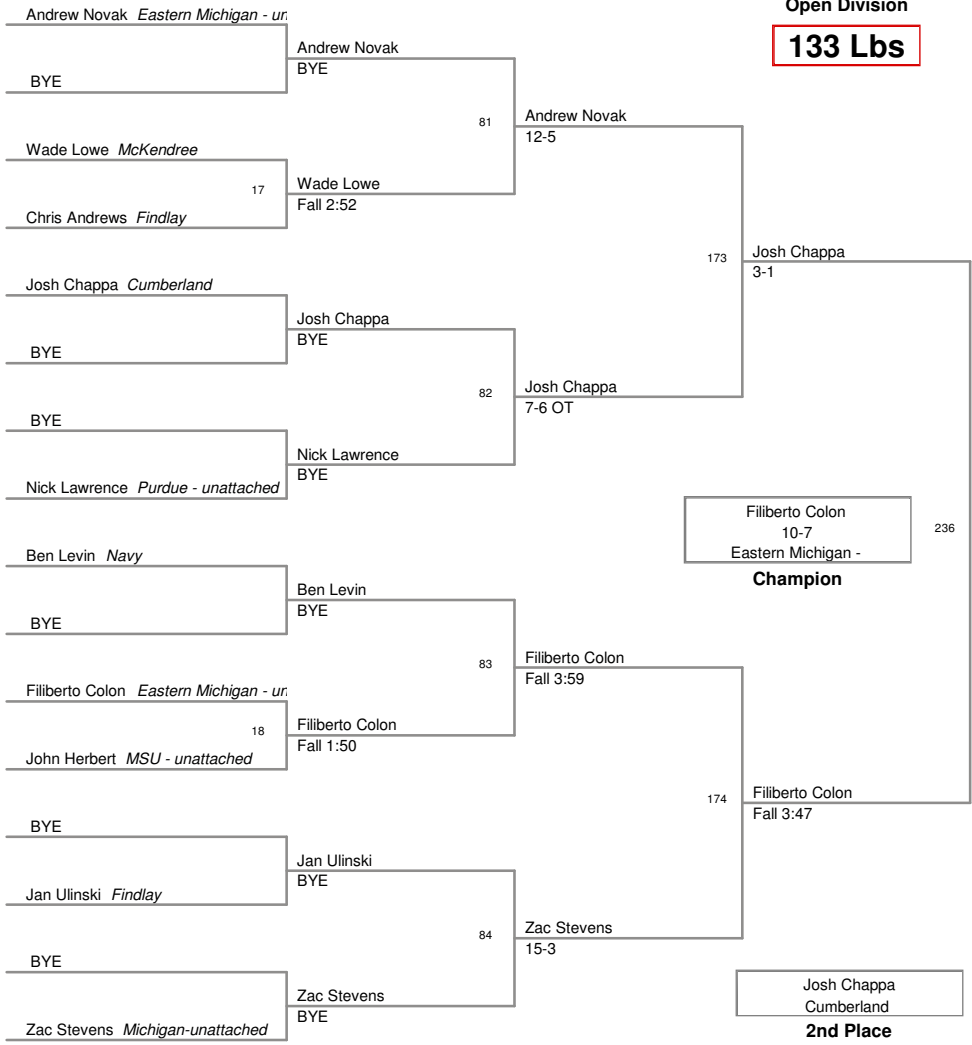 Open Division
133 Lbs
Andrew Novak Eastern Michigan - un
BYE
Andrew Novak
BYE
81
Andrew Novak
12-5
Wade Lowe McKendree
17
Wade Lowe
Fall 2:52
Chris Andrews Findlay
173
Josh Chappa
3-1
Josh Chappa Cumberland
Josh Chappa
BYE
BYE
82
Josh Chappa
7-6 OT
BYE
Nick Lawrence
BYE
Nick Lawrence Purdue - unattached
Filiberto Colon
10-7
Eastern Michigan -
Champion
236
Ben Levin Navy
Ben Levin
BYE
BYE
83
Filiberto Colon
Fall 3:59
Filiberto Colon Eastern Michigan - un
18
Filiberto Colon
Fall 1:50
John Herbert MSU - unattached
174
Filiberto Colon
Fall 3:47
BYE
Jan Ulinski
BYE
Jan Ulinski Findlay
84
Zac Stevens
15-3
BYE
Zac Stevens
BYE
Zac Stevens Michigan-unattached
Josh Chappa
Cumberland
2nd Place